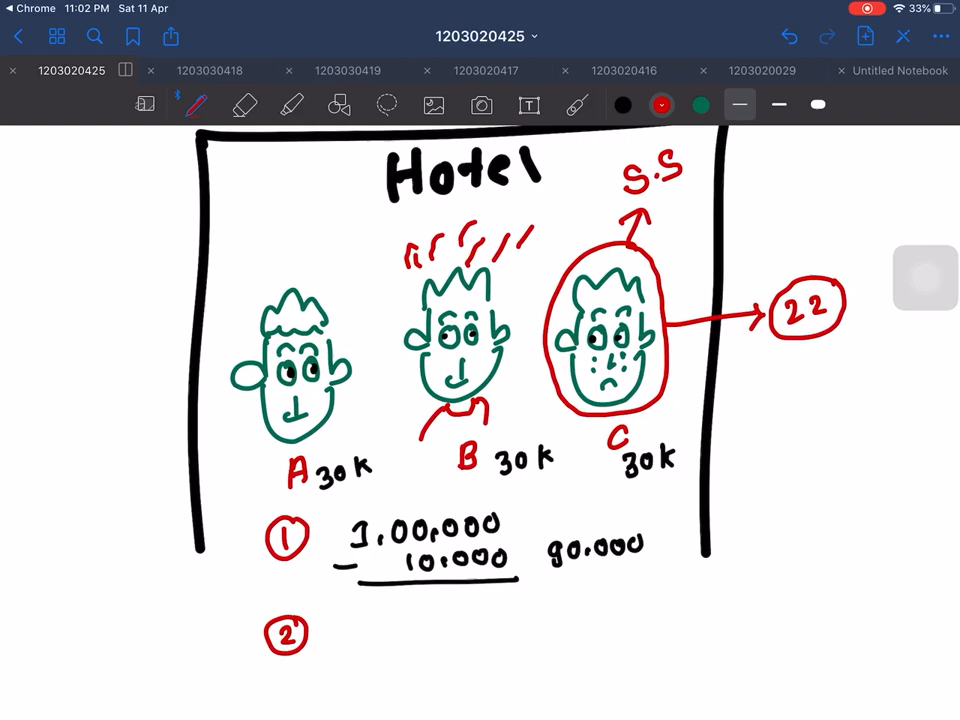 Chrome 11:02 PM Sat 11 Apr 33%
1203020425
1203020425 1203030418 1203030419 1203020417 1203020416 1203020029 Untitled Notebook
T
Hotel
S.S
22
A 30k
B 30k
C 30k
1 1,00,000
- 10.000 90.000
2